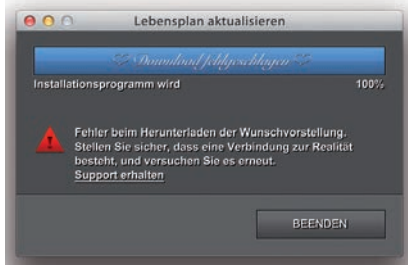 Lebensplan aktualisieren
Download fehlgeschlagen
Installationsprogramm wird 100%
Fehler beim Herunterladen der Wunschvorstellung.
Stellen Sie sicher, dass eine Verbindung zur Realität
besteht, und versuchen Sie es erneut.
Support erhalten
BEENDEN